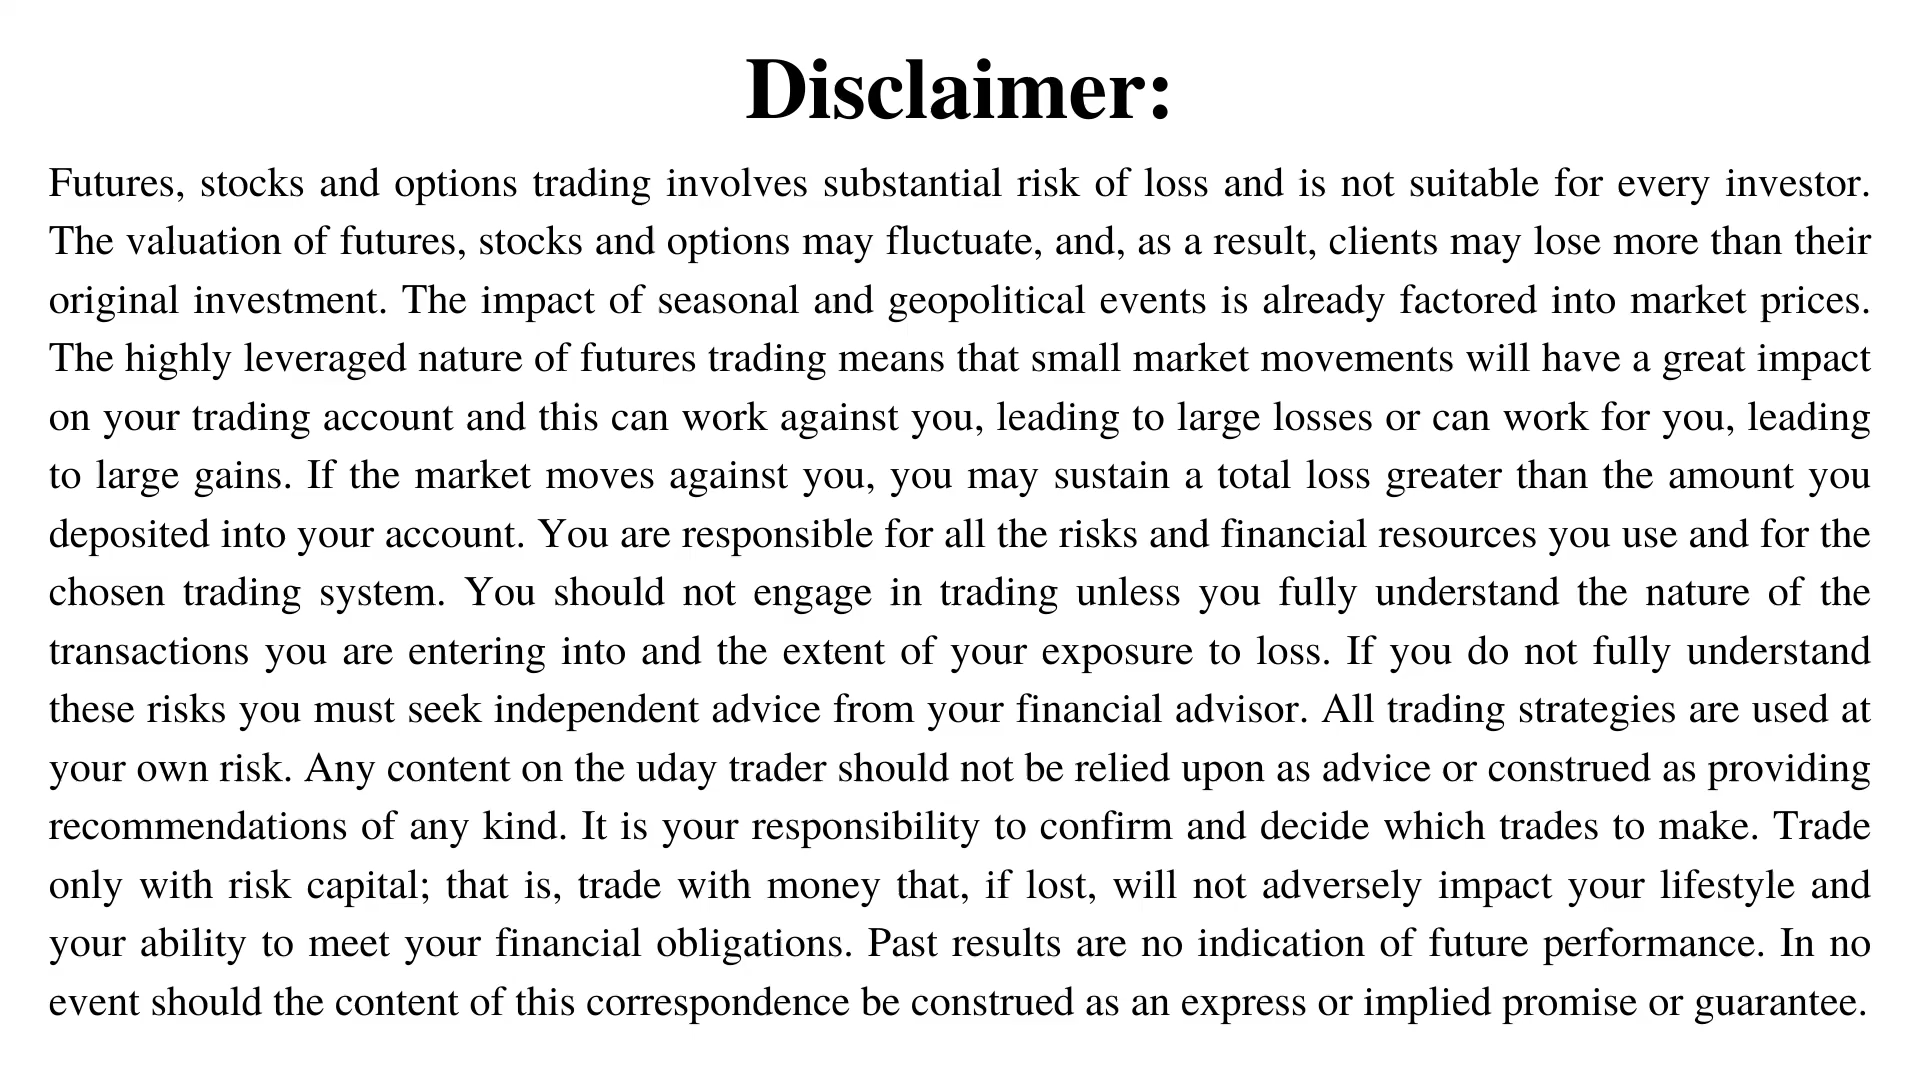 Disclaimer:
Futures, stocks and options trading involves substantial risk of loss and is not suitable for every investor.
The valuation of futures, stocks and options may fluctuate, and, as a result, clients may lose more than their
original investment. The impact of seasonal and geopolitical events is already factored into market prices.
The highly leveraged nature of futures trading means that small market movements will have a great impact
on your trading account and this can work against you, leading to large losses or can work for you, leading
to large gains. If the market moves against you, you may sustain a total loss greater than the amount you
deposited into your account. You are responsible for all the risks and financial resources you use and for the
chosen trading system. You should not engage in trading unless you fully understand the nature of the
transactions you are entering into and the extent of your exposure to loss. If you do not fully understand
these risks you must seek independent advice from your financial advisor. All trading strategies are used at
your own risk. Any content on the uday trader should not be relied upon as advice or construed as providing
recommendations of any kind. It is your responsibility to confirm and decide which trades to make. Trade
only with risk capital; that is, trade with money that, if lost, will not adversely impact your lifestyle and
your ability to meet your financial obligations. Past results are no indication of future performance. In no
event should the content of this correspondence be construed as an express or implied promise or guarantee.